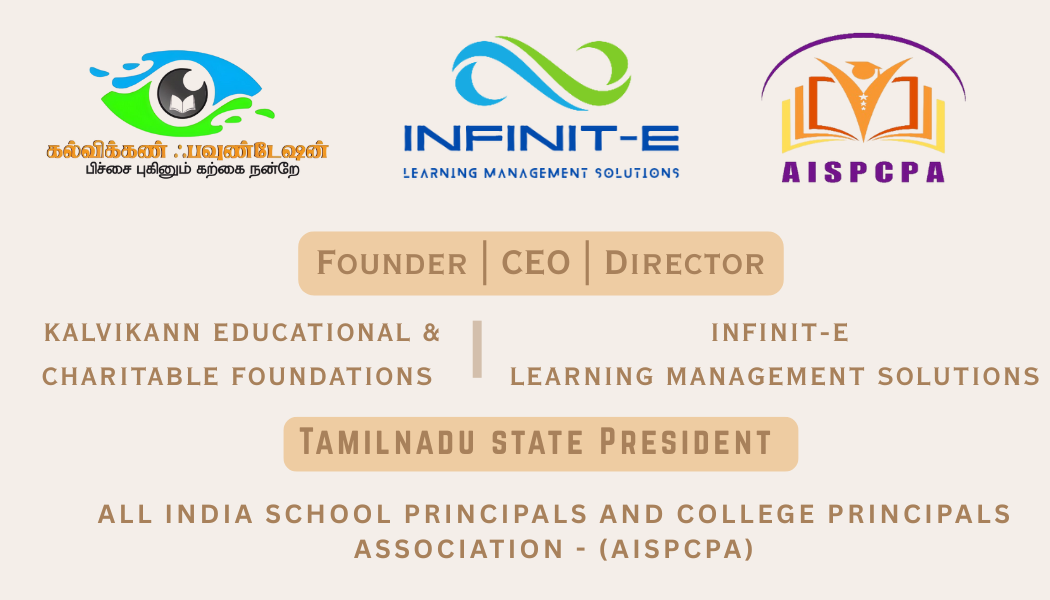 கல்விக்கண் ஃபவுண்டேஷன்
பிச்சை புகினும் கற்கை நன்றே
INFINIT-E
LEARNING MANAGEMENT SOLUTIONS
AISPCPA
FOUNDER | CEO | DIRECTOR
KALVIKANN EDUCATIONAL &
CHARITABLE FOUNDATIONS
INFINIT-E
LEARNING MANAGEMENT SOLUTIONS
TAMILNADU STATE PRESIDENT
ALL INDIA SCHOOL PRINCIPALS AND COLLEGE PRINCIPALS
ASSOCIATION - (AISPCPA)